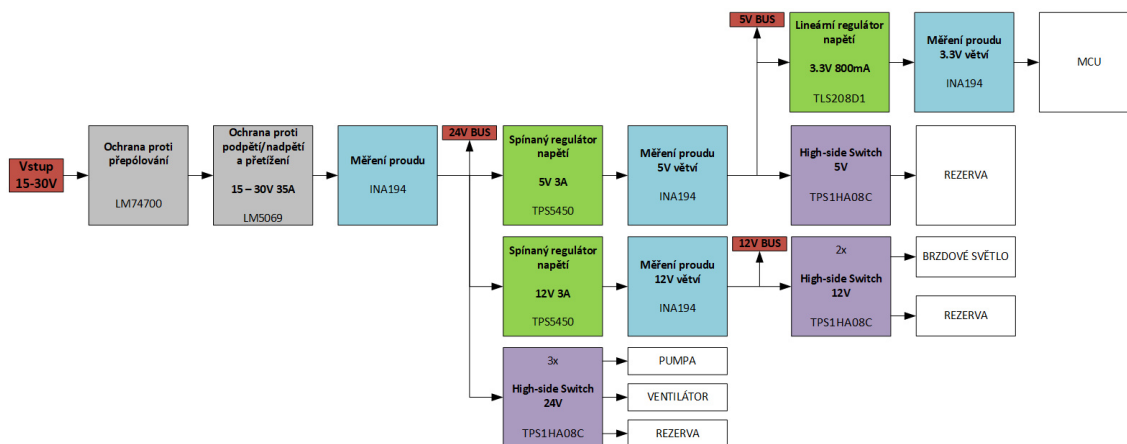 5V BUS
Lineární regulátor
napětí
3.3V 800mA
TLS208D1
Měření proudu
3.3V větví
INA194
MCU
Vstup
15-30V
Ochrana proti
přepólování
LM74700
Ochrana proti
podpětí/nadpětí
a přetížení
15 – 30V 35A
LM5069
Měření proudu
INA194
24V BUS
Spínaný regulátor
napětí
5V 3A
TPS5450
Měření proudu
5V větví
INA194
High-side Switch
5V
TPS1HA08C
REZERVA
Spínaný regulátor
napětí
12V 3A
TPS5450
Měření proudu
12V větví
INA194
12V BUS
2x
High-side Switch
12V
TPS1HA08C
BRZDOVÉ SVĚTLO
REZERVA
3x
High-side Switch
24V
TPS1HA08C
PUMPA
VENTILÁTOR
REZERVA